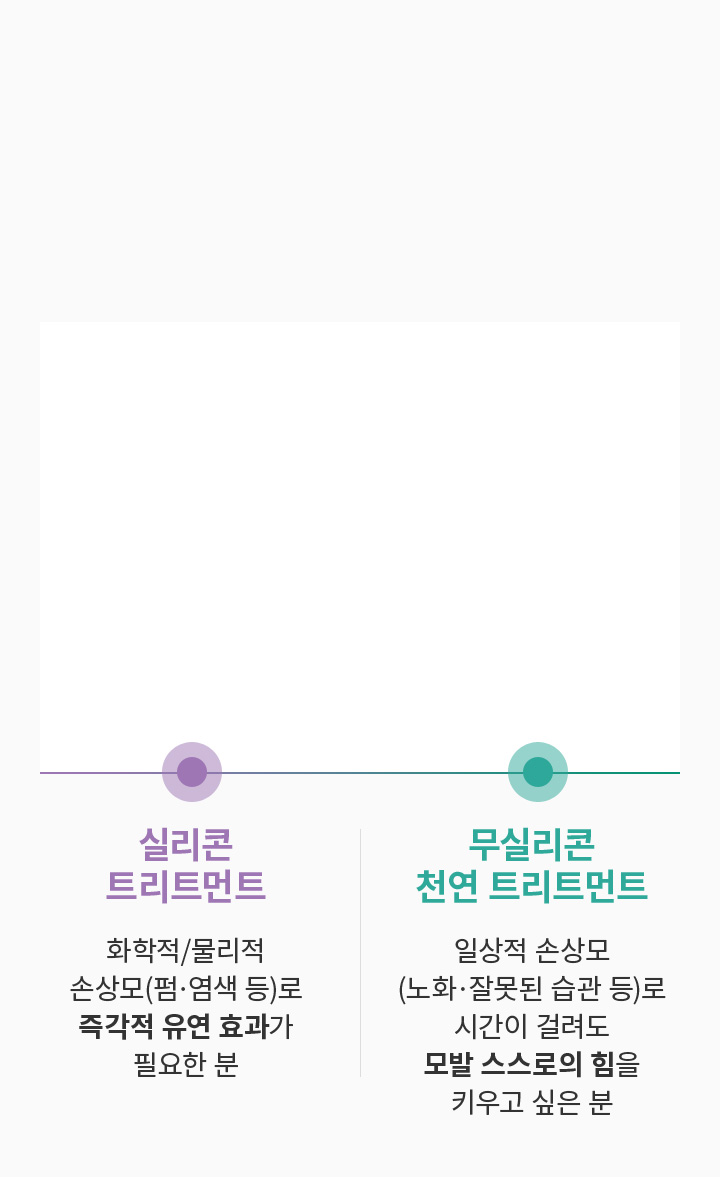 실리콘
트리트먼트
화학적/물리적
손상모(펌·염색 등)로
즉각적 유연 효과가
필요한 분
무실리콘
천연 트리트먼트
일상적 손상모
(노화·잘못된 습관 등)로
시간이 걸려도
모발 스스로의 힘을
키우고 싶은 분